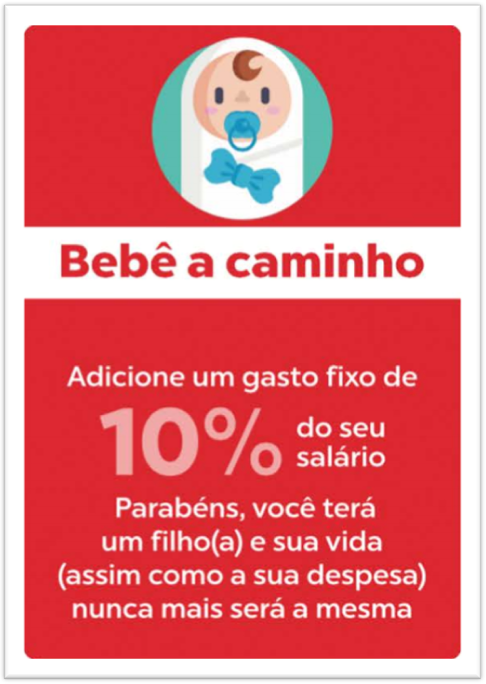 Bebê a caminho
Adicione um gasto fixo de
10% do seu
salário
Parabéns, você terá
um filho(a) e sua vida
(assim como a sua despesa)
nunca mais será a mesma